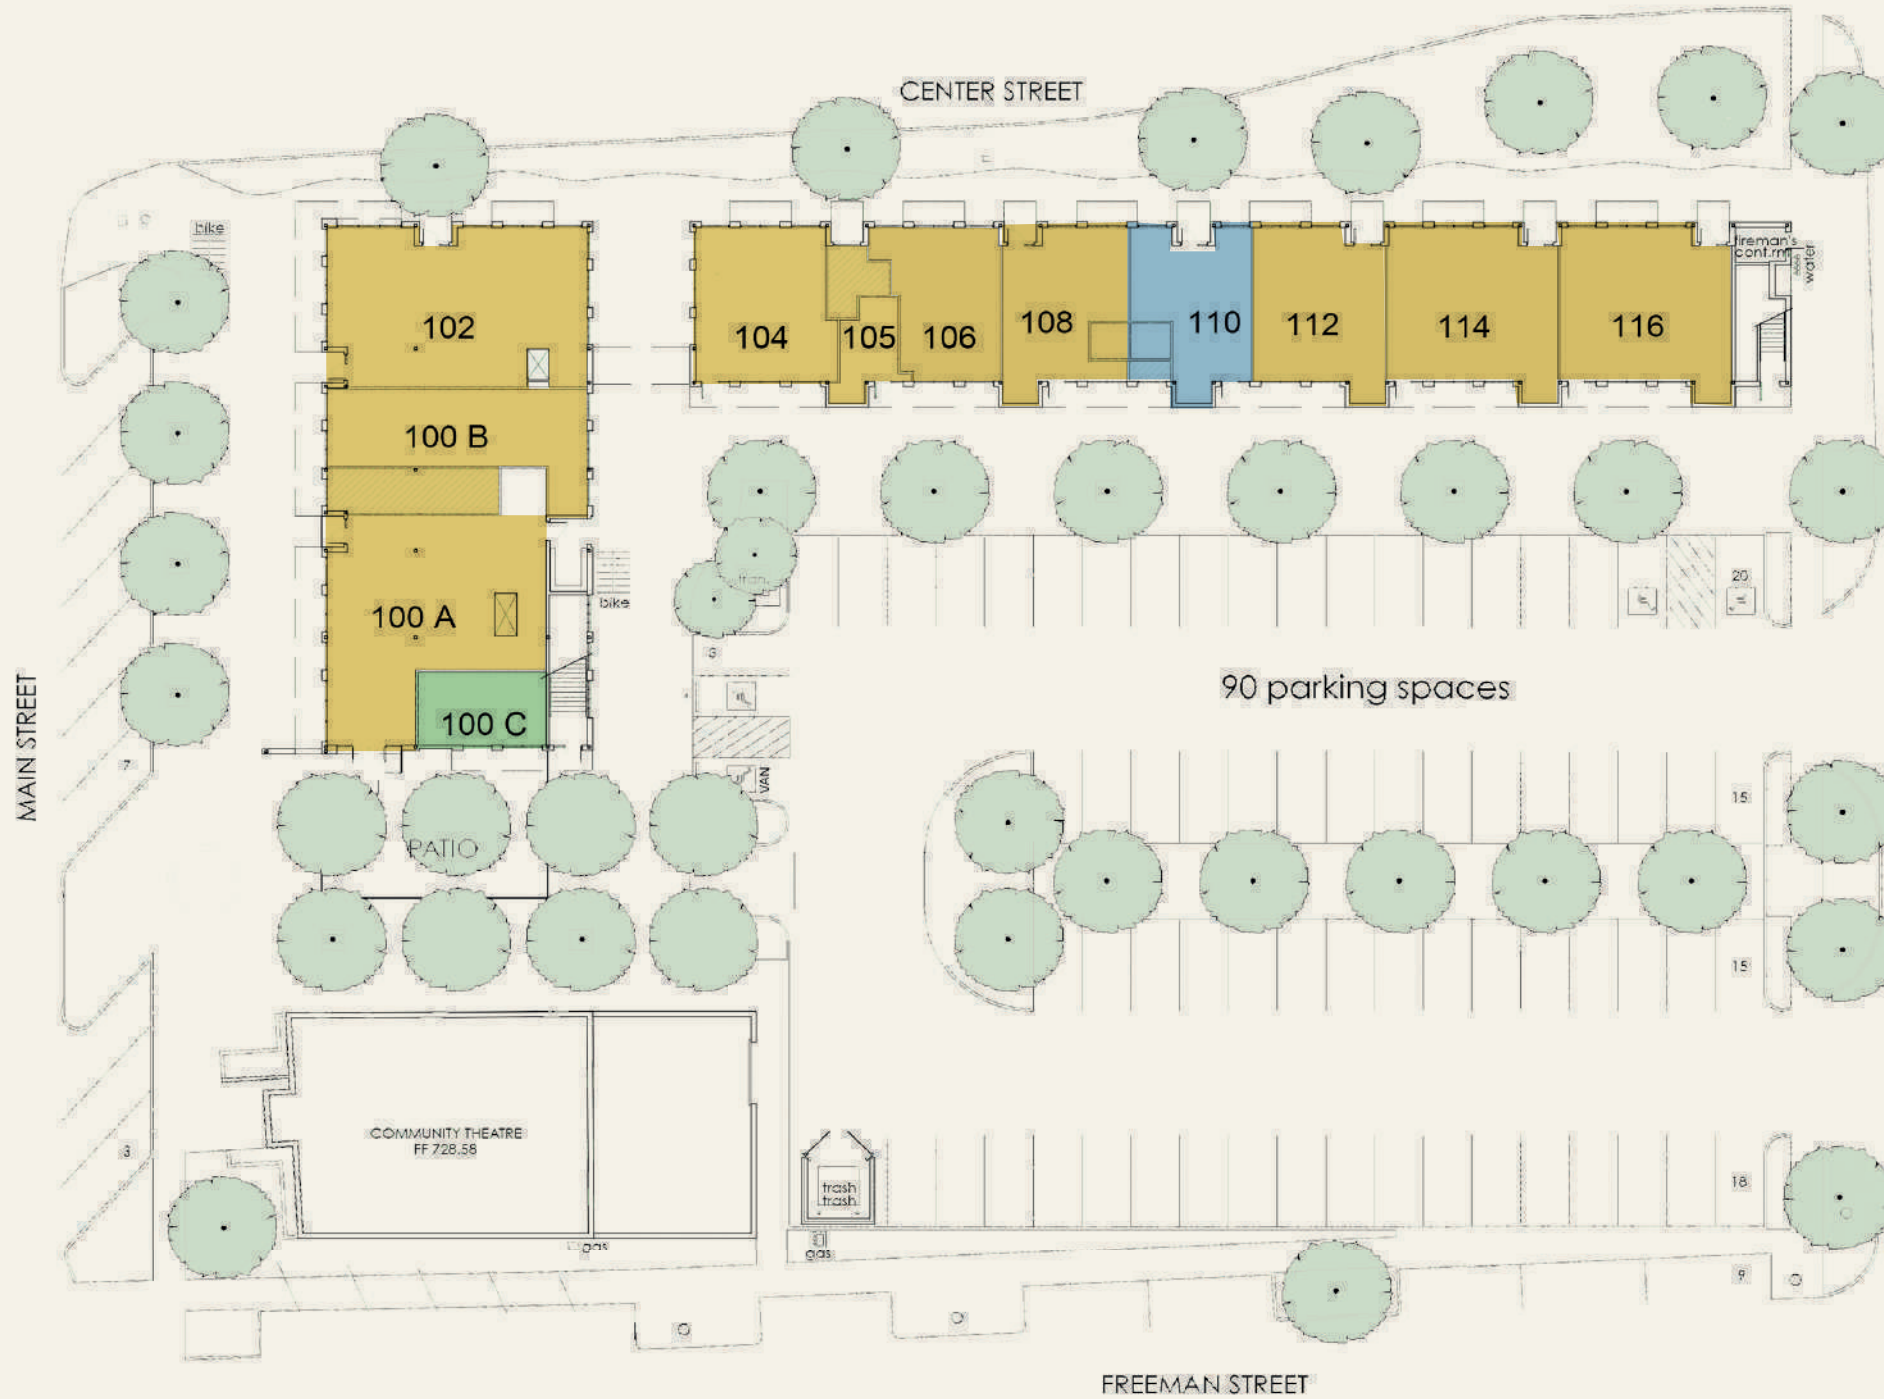 CENTER STREET
bike
fireman's
cont.rm
water
102
104
105
106
108
110
112
114
116
100 B
100 A
bike
20
100 C
90 parking spaces
MAIN STREET
7
VAN
PATIO
15
15
COMMUNITY THEATRE
FF 728.58
3
trash
trash
18
gas
gas
9
FREEMAN STREET